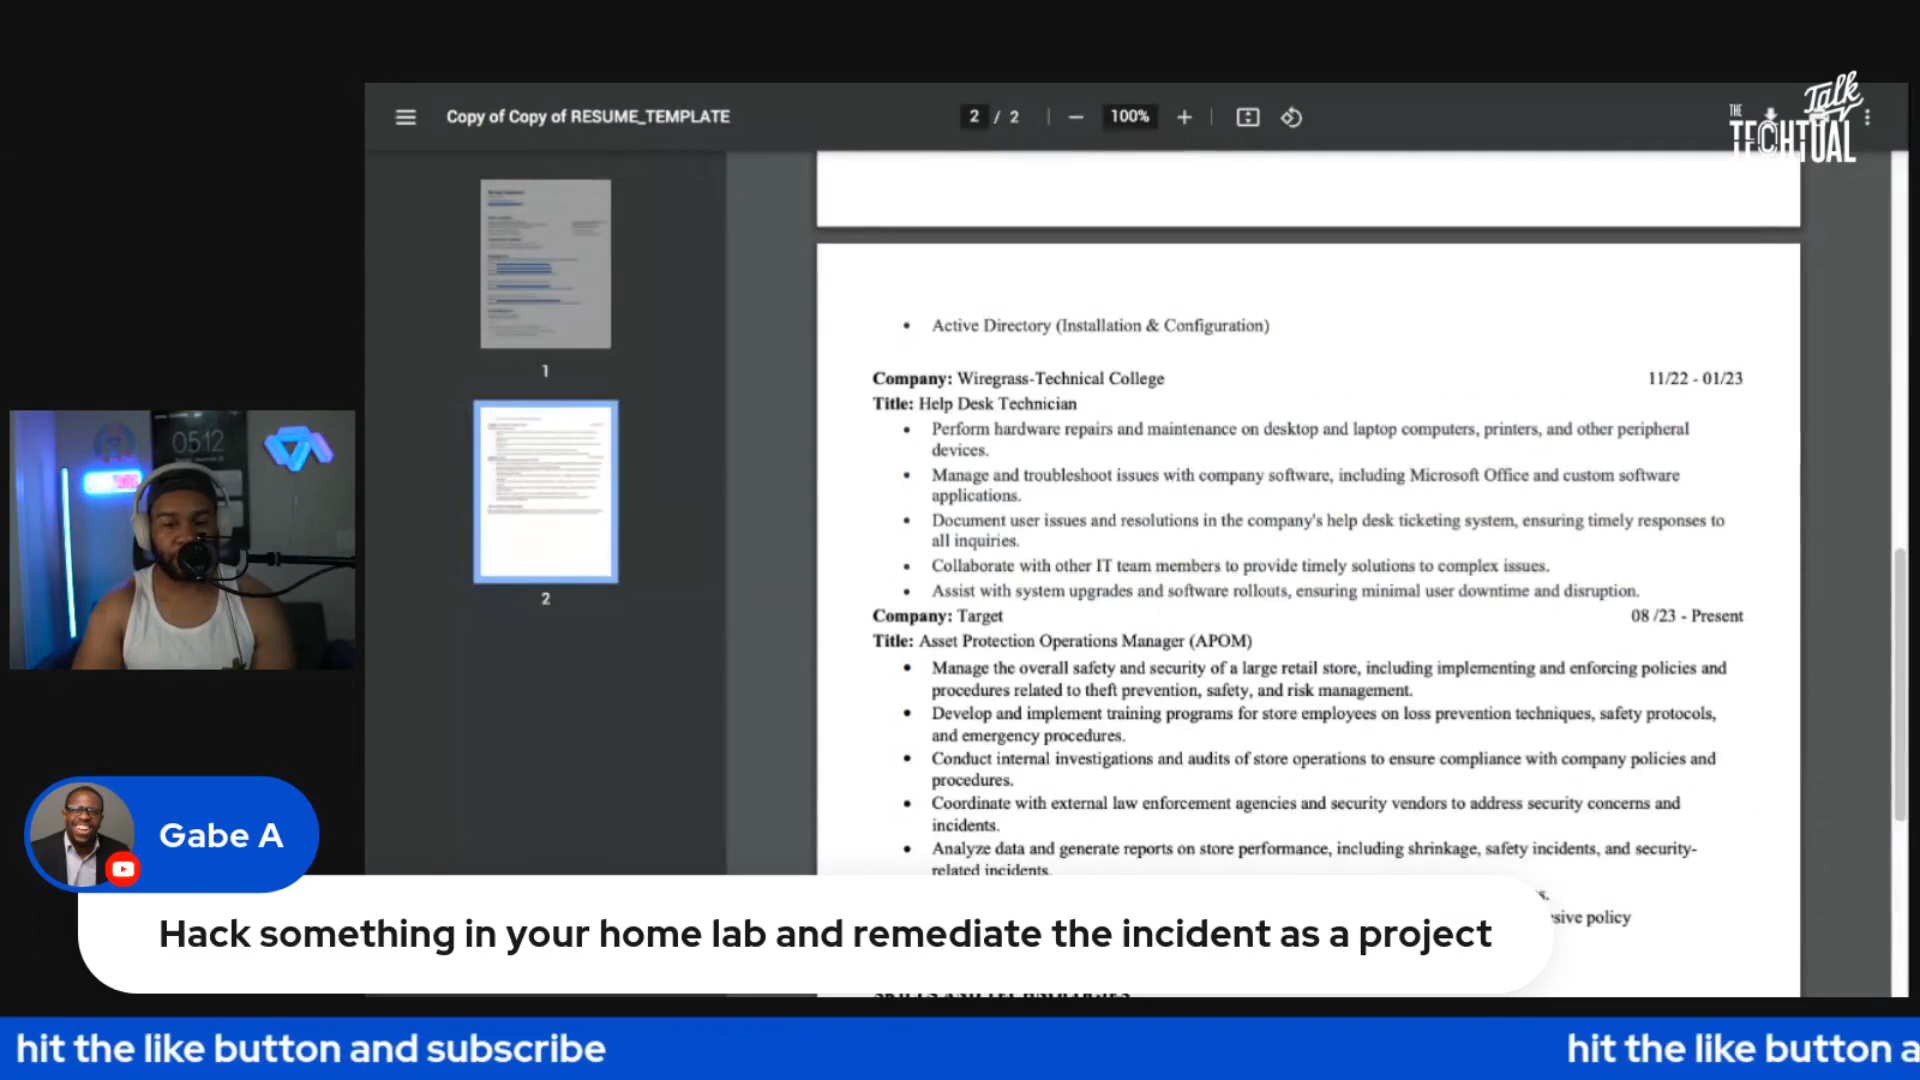 Copy of Copy of RESUME_TEMPLATE
2 / 2
100%
THE
TECHTUAL
Talk
1
2
05:12
• Active Directory (Installation & Configuration)
Company: Wiregrass-Technical College 11/22 - 01/23
Title: Help Desk Technician
• Perform hardware repairs and maintenance on desktop and laptop computers, printers, and other peripheral
devices.
• Manage and troubleshoot issues with company software, including Microsoft Office and custom software
applications.
• Document user issues and resolutions in the company's help desk ticketing system, ensuring timely responses to
all inquiries.
• Collaborate with other IT team members to provide timely solutions to complex issues.
• Assist with system upgrades and software rollouts, ensuring minimal user downtime and disruption.
Company: Target 08 /23 - Present
Title: Asset Protection Operations Manager (APOM)
• Manage the overall safety and security of a large retail store, including implementing and enforcing policies and
procedures related to theft prevention, safety, and risk management.
• Develop and implement training programs for store employees on loss prevention techniques, safety protocols,
and emergency procedures.
• Conduct internal investigations and audits of store operations to ensure compliance with company policies and
procedures.
• Coordinate with external law enforcement agencies and security vendors to address security concerns and
incidents.
• Analyze data and generate reports on store performance, including shrinkage, safety incidents, and security-
related incidents.
policy
Gabe A
Hack something in your home lab and remediate the incident as a project
hit the like button and subscribe
hit the like button a